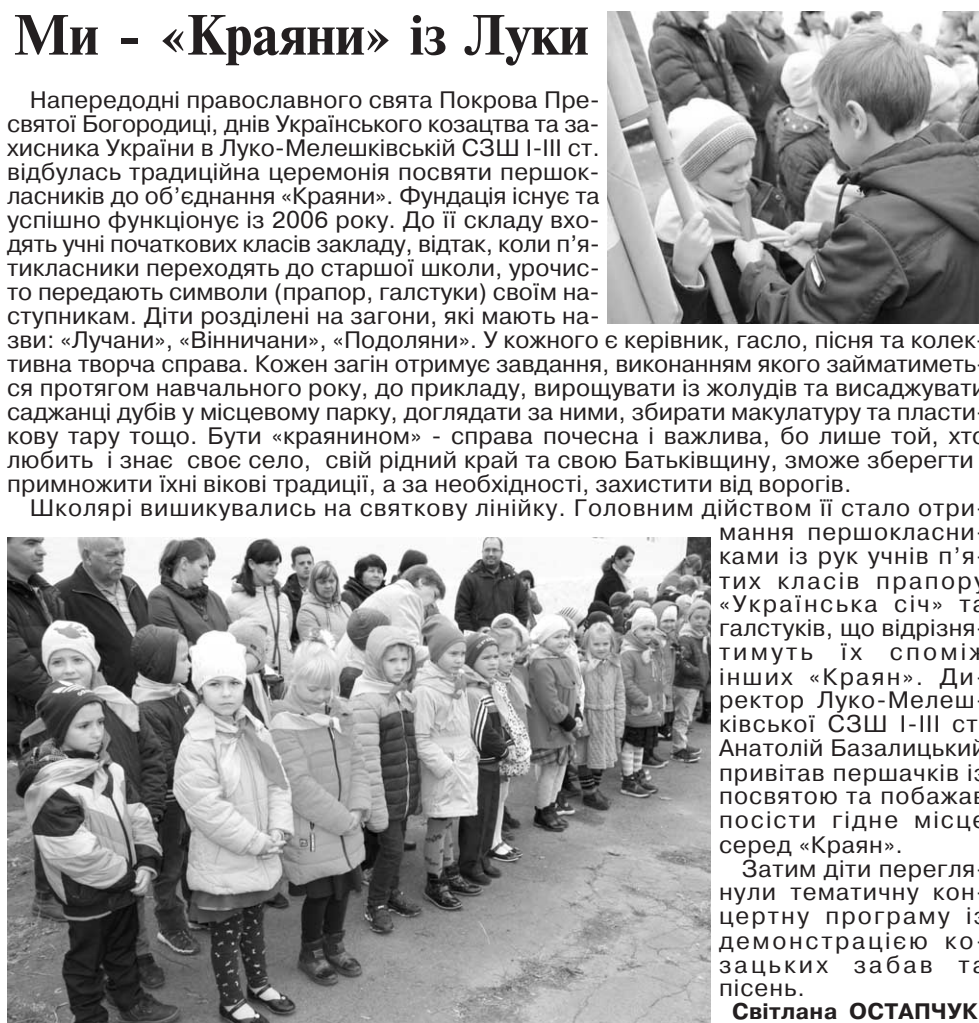 Ми - «Краяни» із Луки
Напередодні православного свята Покрова Пре-
святої Богородиці, днів Українського козацтва та за-
хисника України в Луко-Мелешківській СЗШ І-ІІІ ст.
відбулась традиційна церемонія посвяти першок-
ласників до об’єднання «Краяни». Фундація існує та
успішно функціонує із 2006 року. До її складу вхо-
дять учні початкових класів закладу, відтак, коли п’я-
тикласники переходять до старшої школи, урочис-
то передають символи (прапор, галстуки) своїм на-
ступникам. Діти розділені на загони, які мають на-
зви: «Лучани», «Вінничани», «Подоляни». У кожного є керівник, гасло, пісня та колек-
тивна творча справа. Кожен загін отримує завдання, виконанням якого займатиметь-
ся протягом навчального року, до прикладу, вирощувати із жолудів та висаджувати
саджанці дубів у місцевому парку, доглядати за ними, збирати макулатуру та пласти-
кову тару тощо. Бути «краянином» - справа почесна і важлива, бо лише той, хто
любить і знає своє село, свій рідний край та свою Батьківщину, зможе зберегти
примножити їхні вікові традиції, а за необхідності, захистити від ворогів.
Школярі вишикувались на святкову лінійку. Головним дійством її стало отри-
мання першокласни-
ками із рук учнів п’я-
тих класів прапору
«Українська січ» та
галстуків, що відрізня-
тимуть їх споміж
інших «Краян». Ди-
ректор Луко-Мелеш-
ківської СЗШ І-ІІІ ст
Анатолій Базалицький
привітав першачків із
посвятою та побажав
посісти гідне місце
серед «Краян».
Затим діти перегля-
нули тематичну кон-
цертну програму із
демонстрацією ко-
зацьких забав та
пісень.
Світлана ОСТАПЧУК